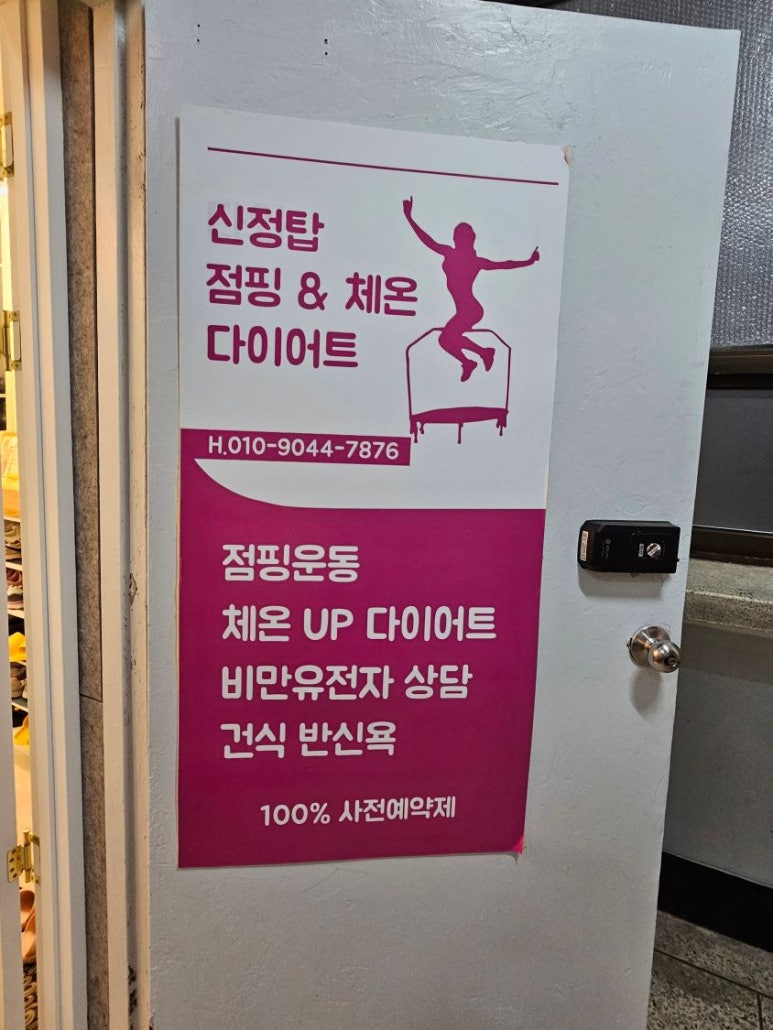 신정탑
점핑 & 체온
다이어트
H.010-9044-7876
점핑운동
체온 UP 다이어트
비만유전자 상담
건식 반신욕
100% 사전예약제